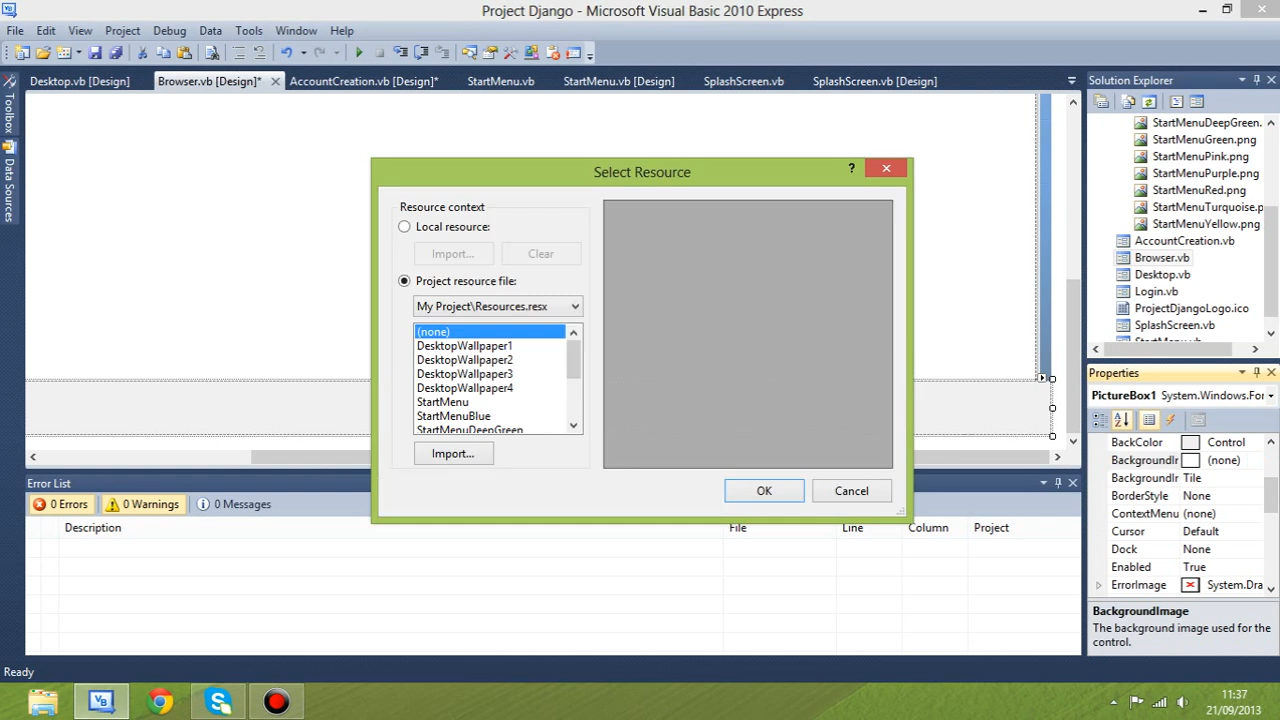 Project Django - Microsoft Visual Basic 2010 Express
File Edit View Project Debug Data Tools Window Help
Desktop.vb [Design] Browser.vb [Design]* AccountCreation.vb [Design]* StartMenu.vb StartMenu.vb [Design] SplashScreen.vb SplashScreen.vb [Design]
Toolbox
Data Sources
Select Resource
?
Resource context
Local resource:
Import... Clear
Project resource file:
My Project\Resources.resx
(none)
DesktopWallpaper1
DesktopWallpaper2
DesktopWallpaper3
DesktopWallpaper4
StartMenu
StartMenuBlue
StartMenuDeepGreen
Import...
OK Cancel
Solution Explorer
StartMenuDeepGreen.
StartMenuGreen.png
StartMenuPink.png
StartMenuPurple.png
StartMenuRed.png
StartMenuTurquoise.p
StartMenuYellow.png
AccountCreation.vb
Browser.vb
Desktop.vb
Login.vb
ProjectDjangoLogo.ico
SplashScreen.vb
Properties
PictureBox1 System.Windows.For
BackColor Control
BackgroundIr (none)
BackgroundIr Tile
BorderStyle None
ContextMenu (none)
Cursor Default
Dock None
Enabled True
ErrorImage System.Dra
BackgroundImage
The background image used for the
control.
Error List
0 Errors 0 Warnings 0 Messages
Description File Line Column Project
Ready
VB
11:37
21/09/2013